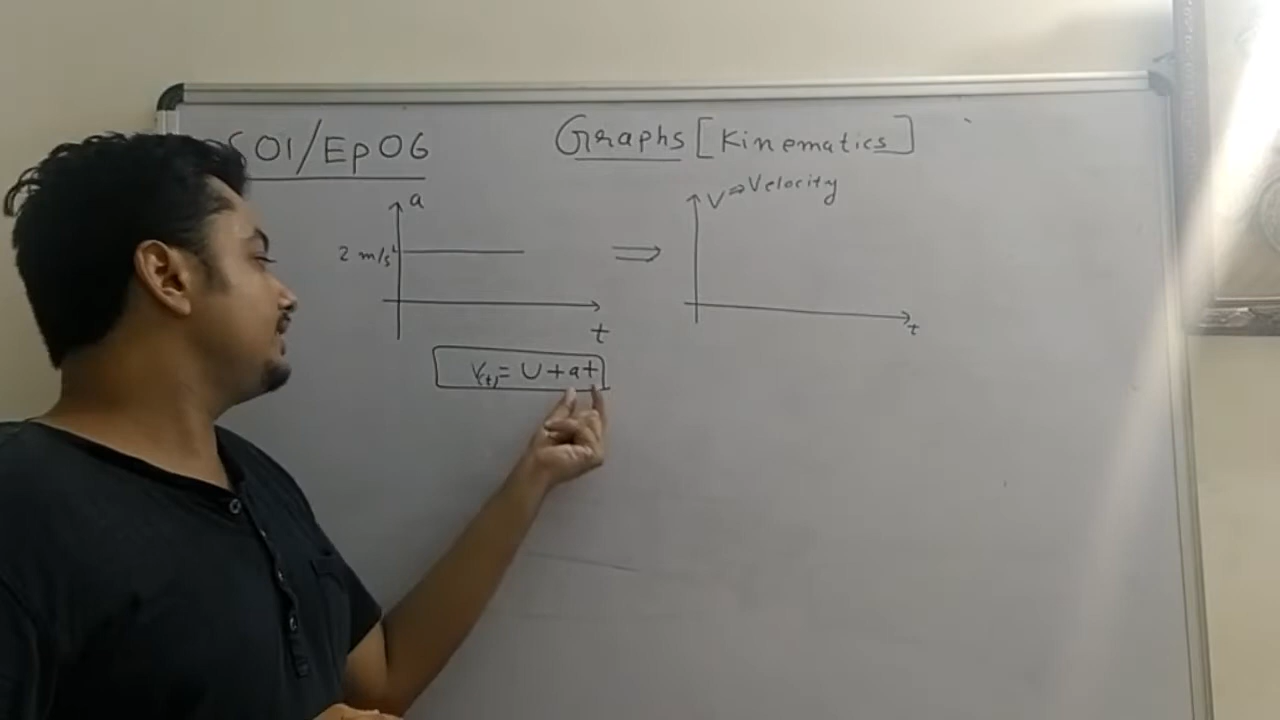 S01/Ep06
Graphs [Kinematics]
a
2 m/s²
t
V(t) = U + at
⇒
V ⇒ Velocity
t